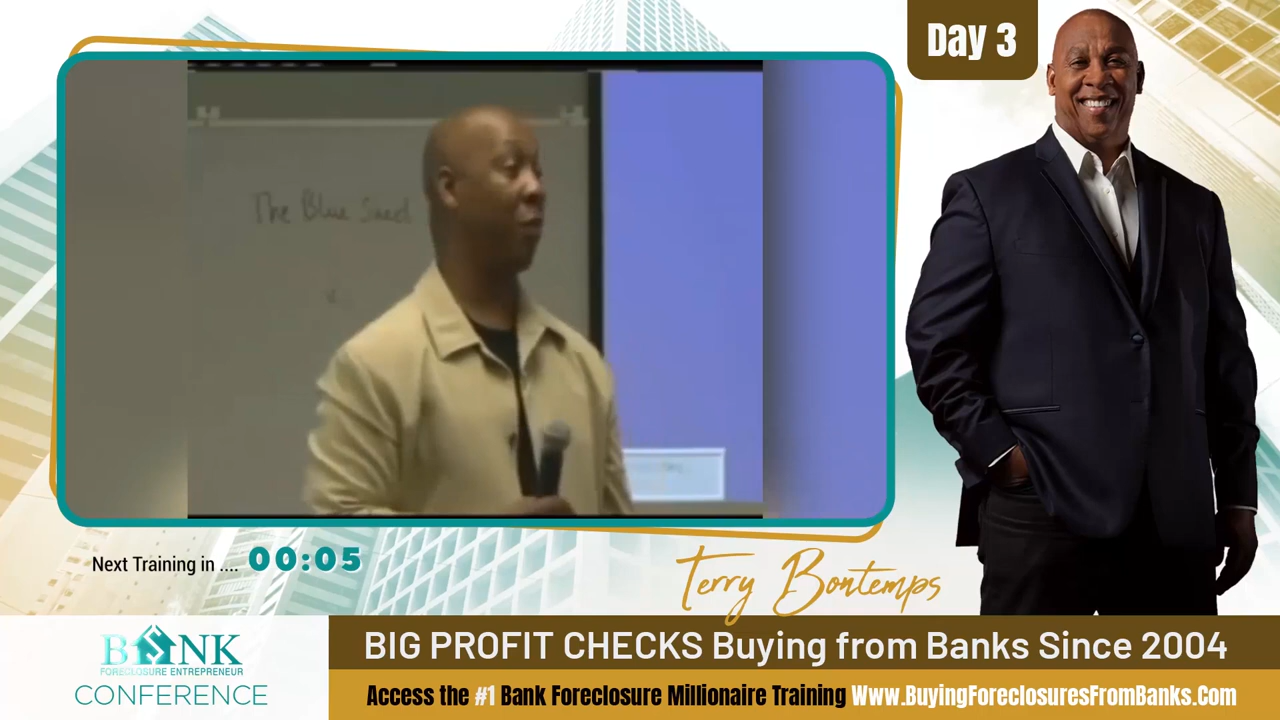 Day 3
The Blue
Next Training in .... 00:05
Terry Bontemps
BANK
FORECLOSURE ENTREPRENEUR
CONFERENCE
BIG PROFIT CHECKS Buying from Banks Since 2004
Access the #1 Bank Foreclosure Millionaire Training Www.BuyingForeclosuresFromBanks.Com